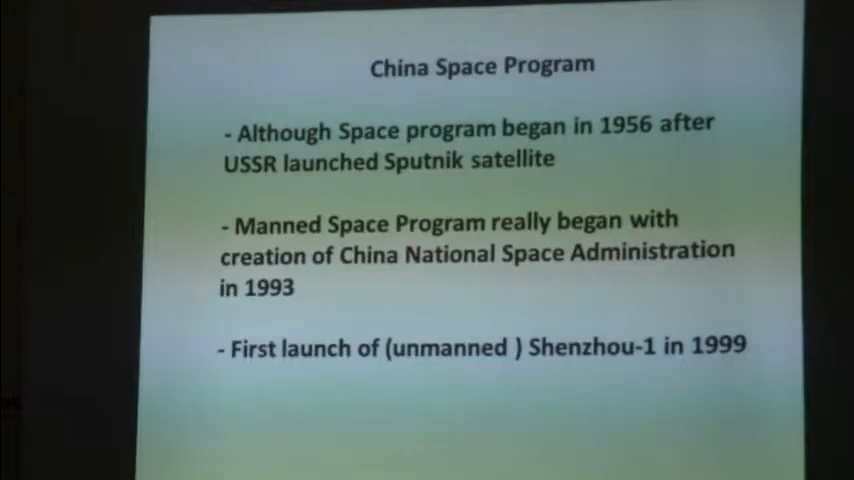 China Space Program
- Although Space program began in 1956 after
USSR launched Sputnik satellite
- Manned Space Program really began with
creation of China National Space Administration
in 1993
- First launch of (unmanned ) Shenzhou-1 in 1999